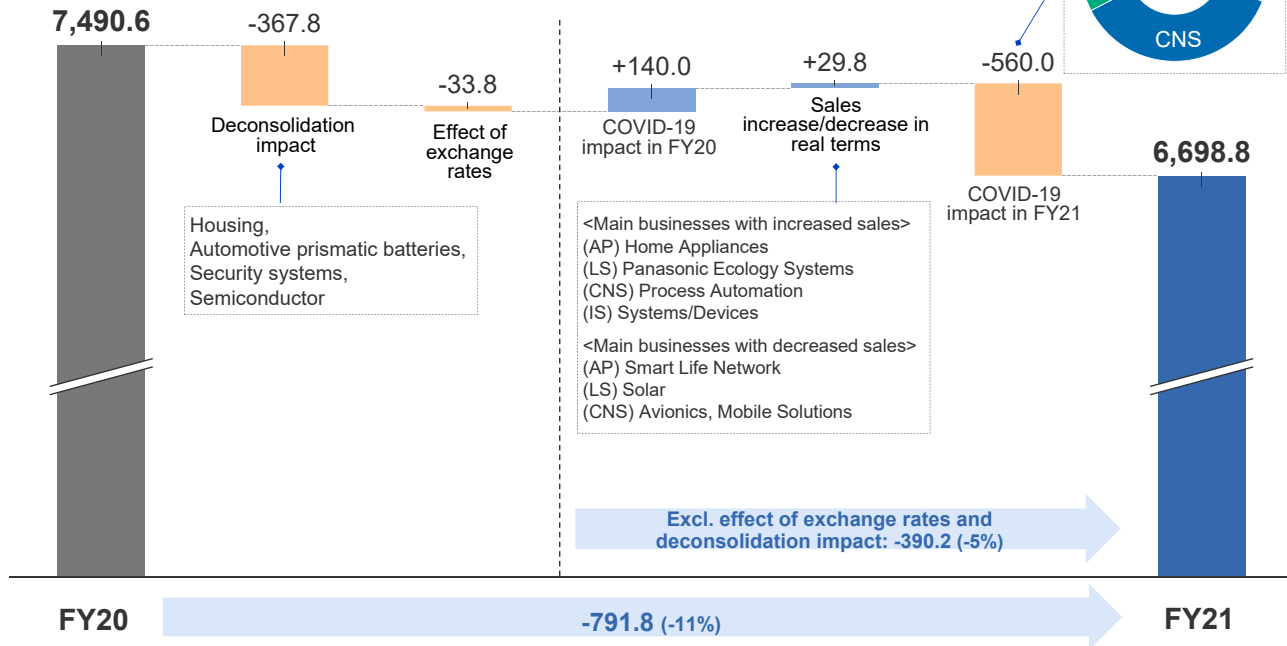 7,490.6
-367.8
-33.8
+140.0
+29.8
-560.0
CNS
6,698.8
Deconsolidation
impact
Effect of
exchange
rates
COVID-19
impact in FY20
Sales
increase/decrease in
real terms
COVID-19
impact in FY21
Housing,
Automotive prismatic batteries,
Security systems,
Semiconductor
<Main businesses with increased sales>
(AP) Home Appliances
(LS) Panasonic Ecology Systems
(CNS) Process Automation
(IS) Systems/Devices
<Main businesses with decreased sales>
(AP) Smart Life Network
(LS) Solar
(CNS) Avionics, Mobile Solutions
Excl. effect of exchange rates and
deconsolidation impact: -390.2 (-5%)
FY20
-791.8 (-11%)
FY21